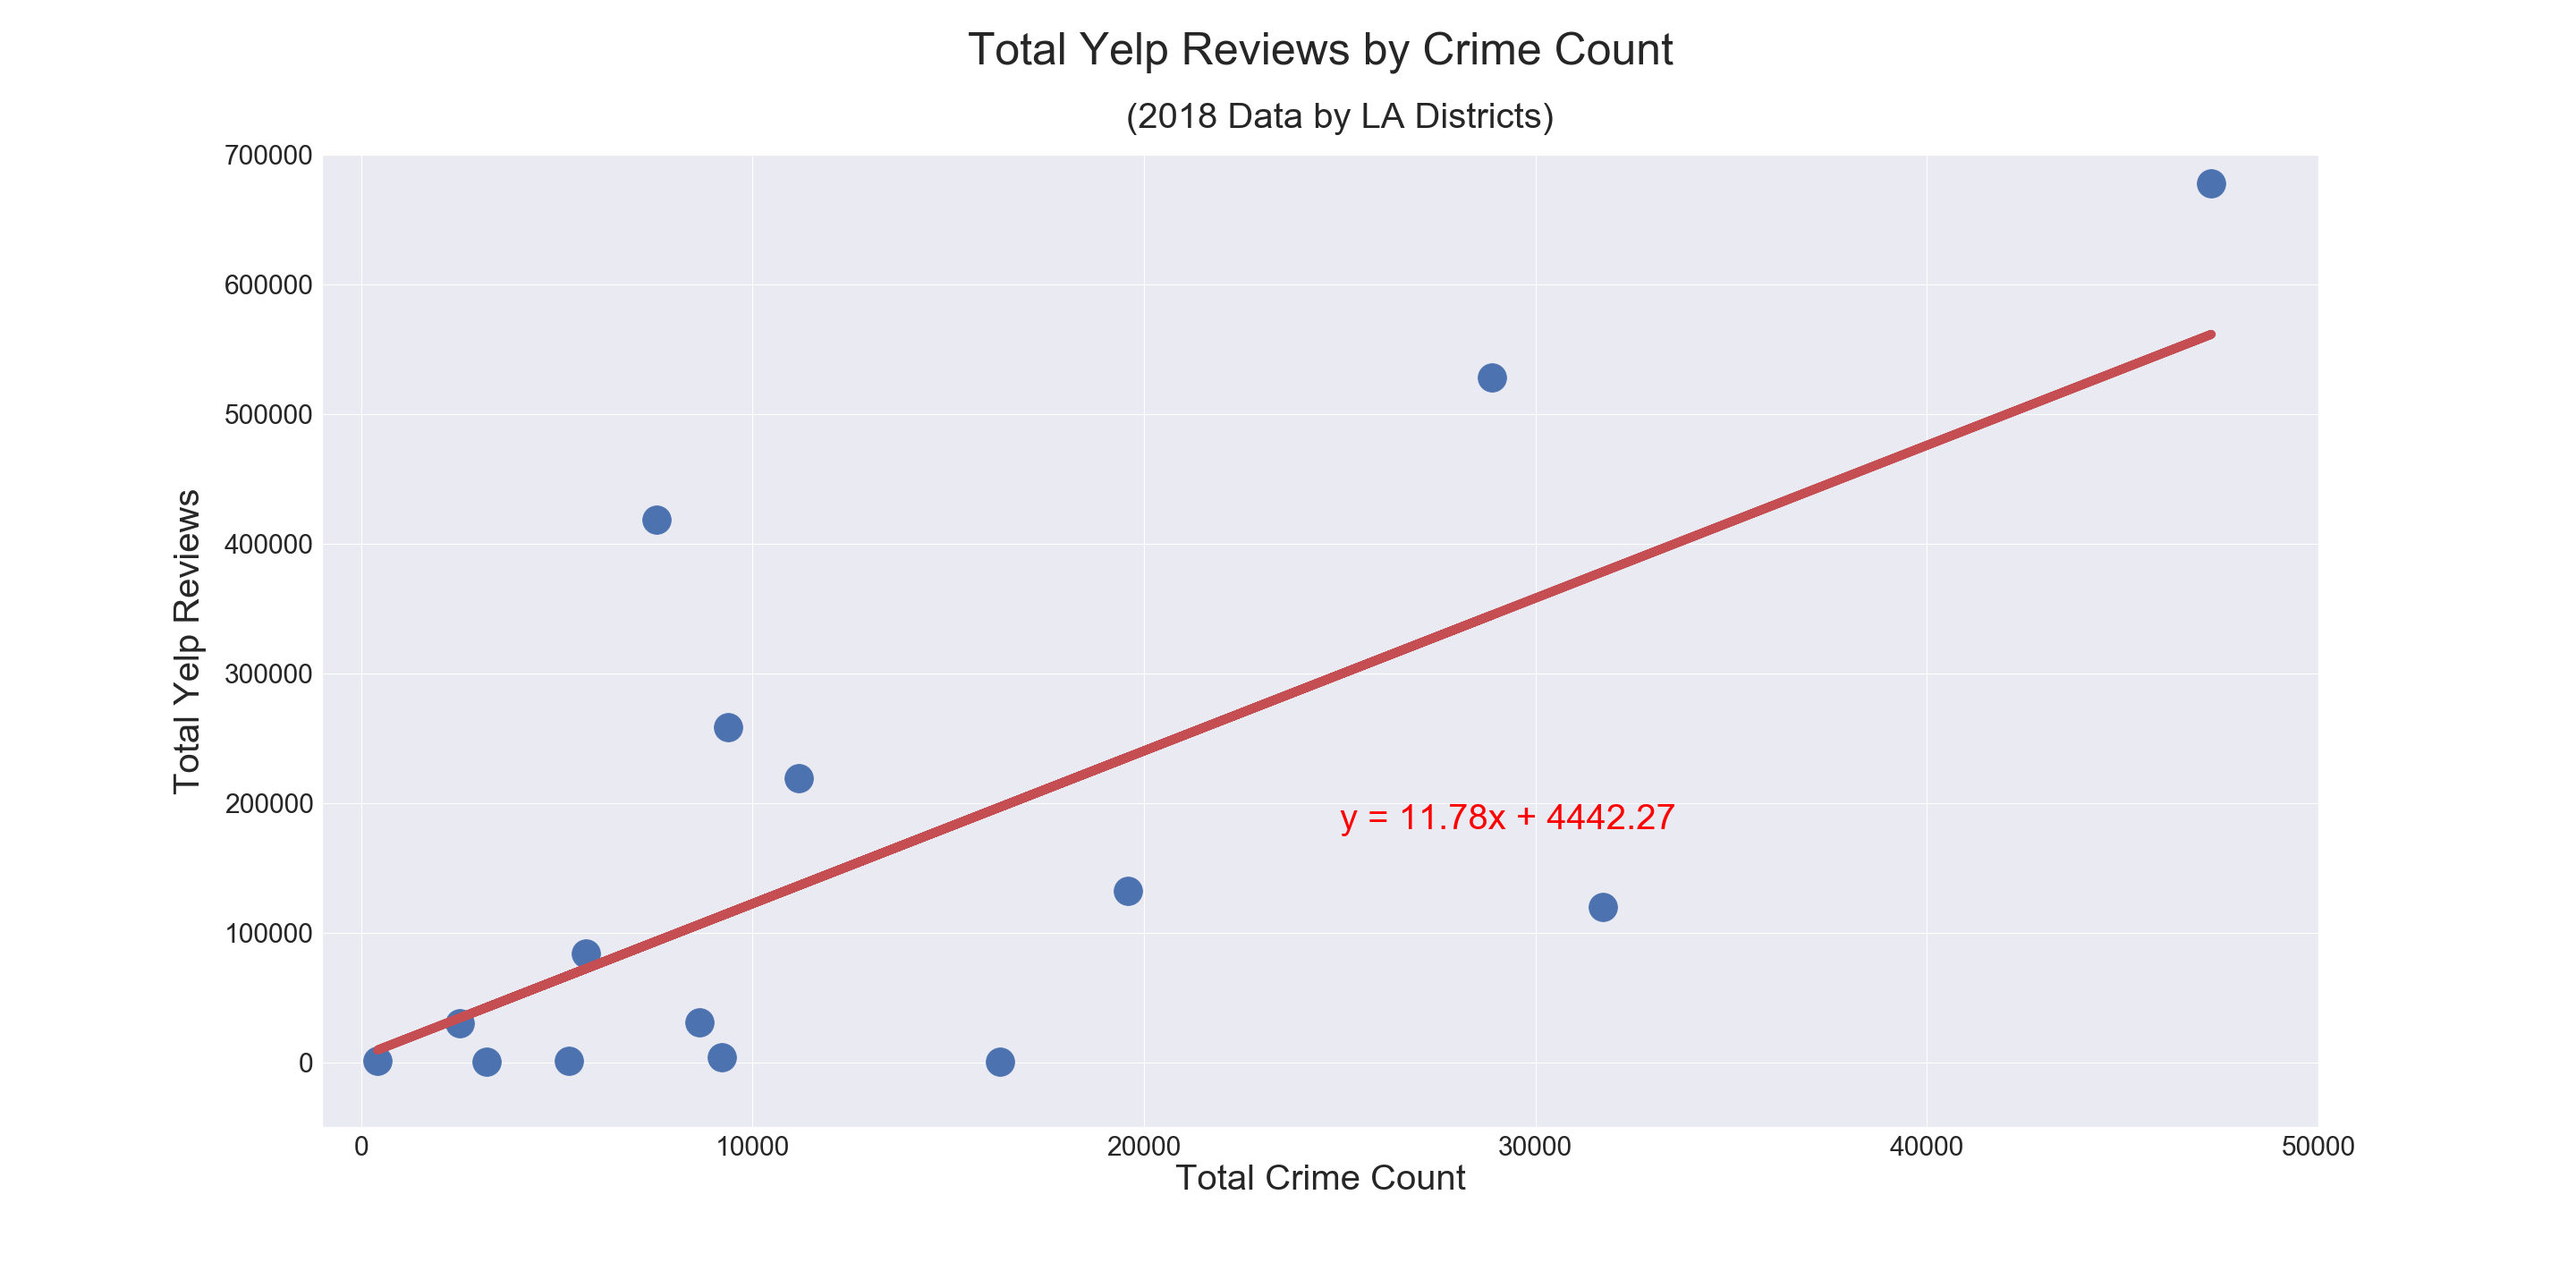 Total Yelp Reviews by Crime Count
(2018 Data by LA Districts)
700000
600000
500000
400000
300000
200000
100000
0
Total Yelp Reviews
y = 11.78x + 4442.27
0 10000 20000 30000 40000 50000
Total Crime Count